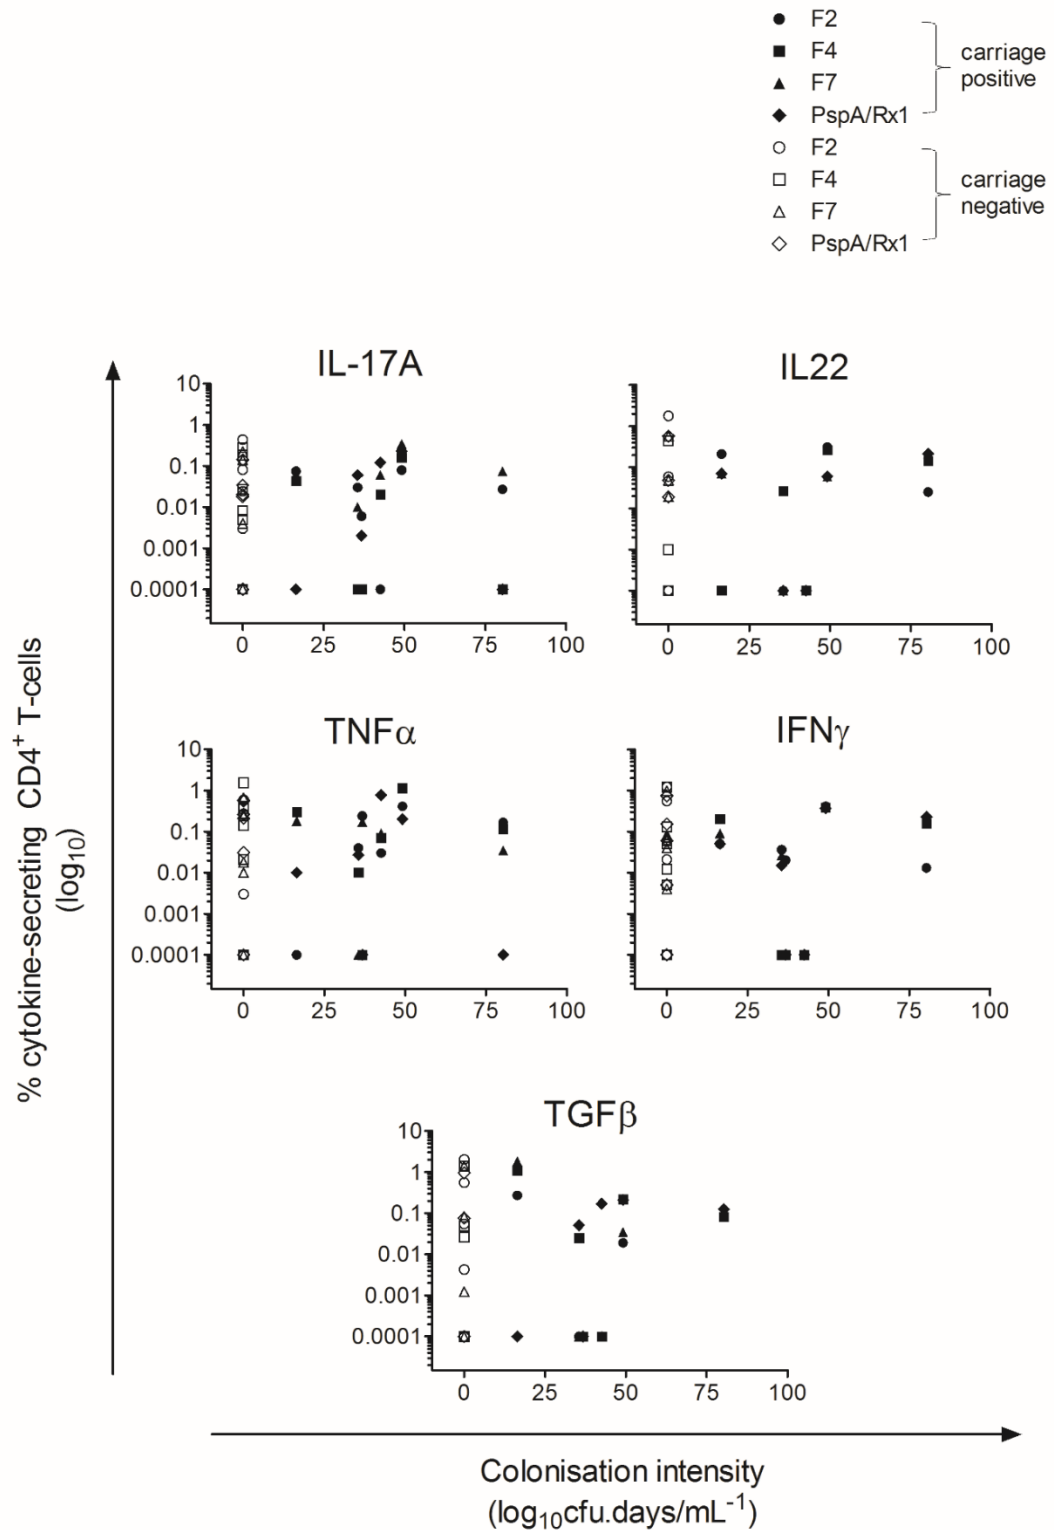 F2
F4
F7
PspA/Rx1
carriage
positive
F2
F4
F7
PspA/Rx1
carriage
negative
% cytokine-secreting CD4⁺ T-cells
(log₁₀)
IL-17A
10
1
0.1
0.01
0.001
0.0001
0 25 50 75 100
IL22
0 25 50 75 100
TNFα
10
1
0.1
0.01
0.001
0.0001
0 25 50 75 100
IFNγ
0 25 50 75 100
TGFβ
10
1
0.1
0.01
0.001
0.0001
0 25 50 75 100
Colonisation intensity
(log₁₀cfu.days/mL⁻¹)